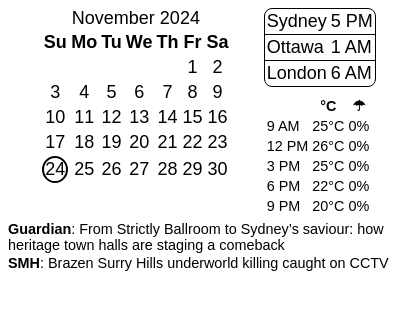 November 2024
Su Mo Tu We Th Fr Sa
1 2
3 4 5 6 7 8 9
10 11 12 13 14 15 16
17 18 19 20 21 22 23
24 25 26 27 28 29 30
Sydney 5 PM
Ottawa 1 AM
London 6 AM
°C ☂
9 AM 25°C 0%
12 PM 26°C 0%
3 PM 25°C 0%
6 PM 22°C 0%
9 PM 20°C 0%
Guardian: From Strictly Ballroom to Sydney’s saviour: how
heritage town halls are staging a comeback
SMH: Brazen Surry Hills underworld killing caught on CCTV